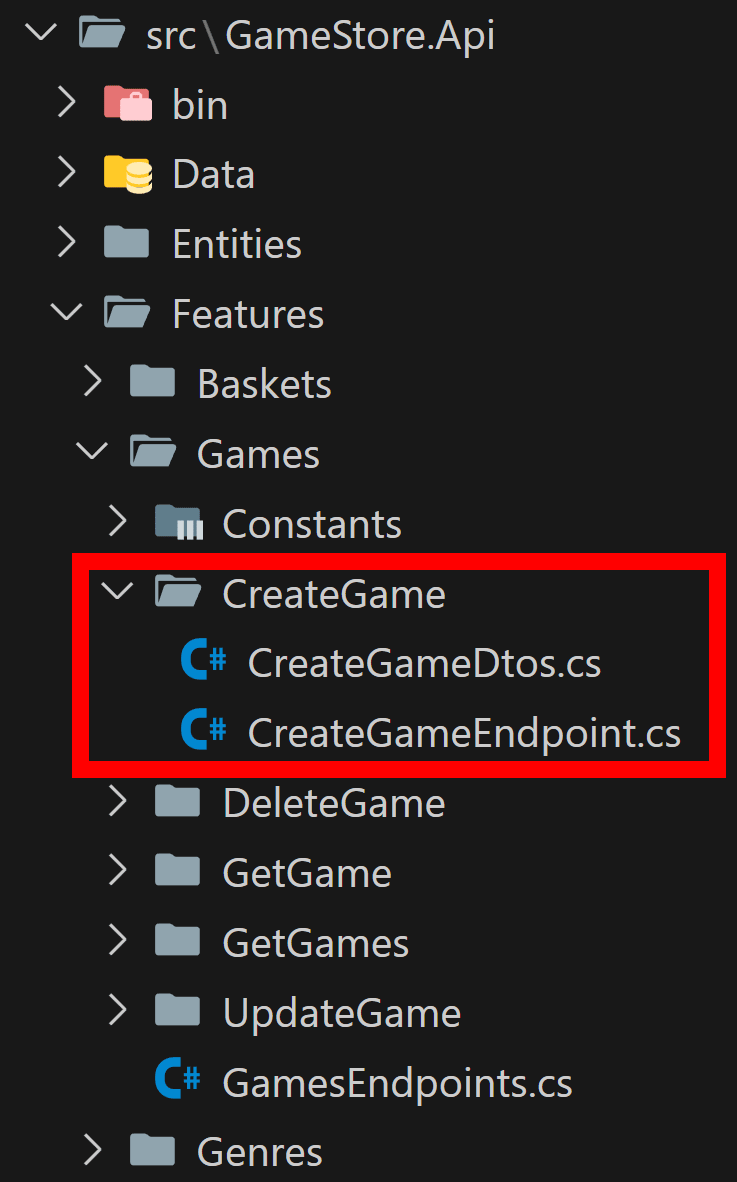 src\GameStore.Api
bin
Data
Entities
Features
Baskets
Games
Constants
CreateGame
C# CreateGameDtos.cs
C# CreateGameEndpoint.cs
DeleteGame
GetGame
GetGames
UpdateGame
C# GamesEndpoints.cs
Genres